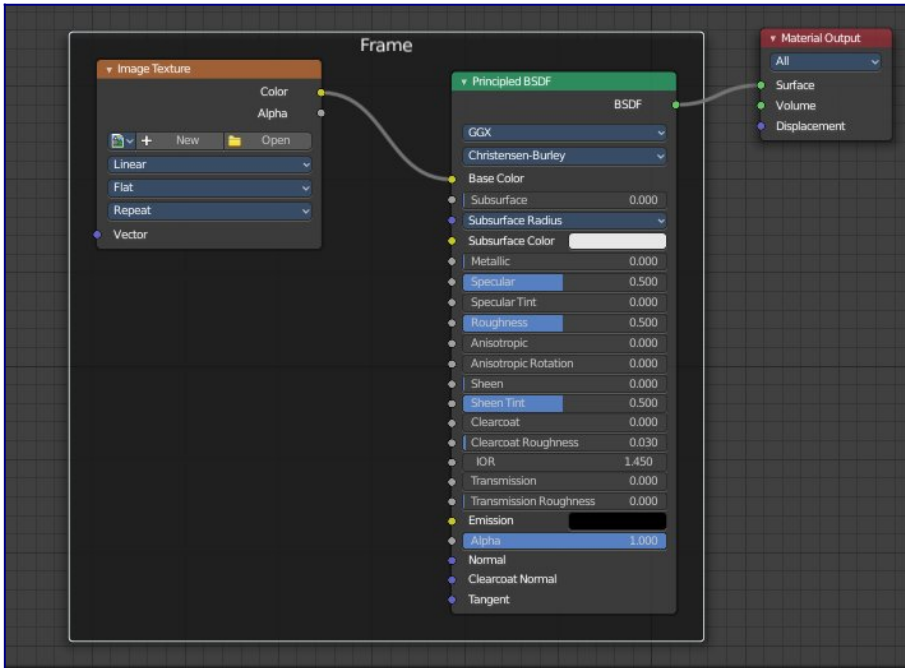 Frame
Image Texture
Color
Alpha
New Open
Linear
Flat
Repeat
Vector
Principled BSDF
BSDF
GGX
Christensen-Burley
Base Color
Subsurface 0.000
Subsurface Radius
Subsurface Color
Metallic 0.000
Specular 0.500
Specular Tint 0.000
Roughness 0.500
Anisotropic 0.000
Anisotropic Rotation 0.000
Sheen 0.000
Sheen Tint 0.500
Clearcoat 0.000
Clearcoat Roughness 0.030
IOR 1.450
Transmission 0.000
Transmission Roughness 0.000
Emission
Alpha 1.000
Normal
Clearcoat Normal
Tangent
Material Output
All
Surface
Volume
Displacement